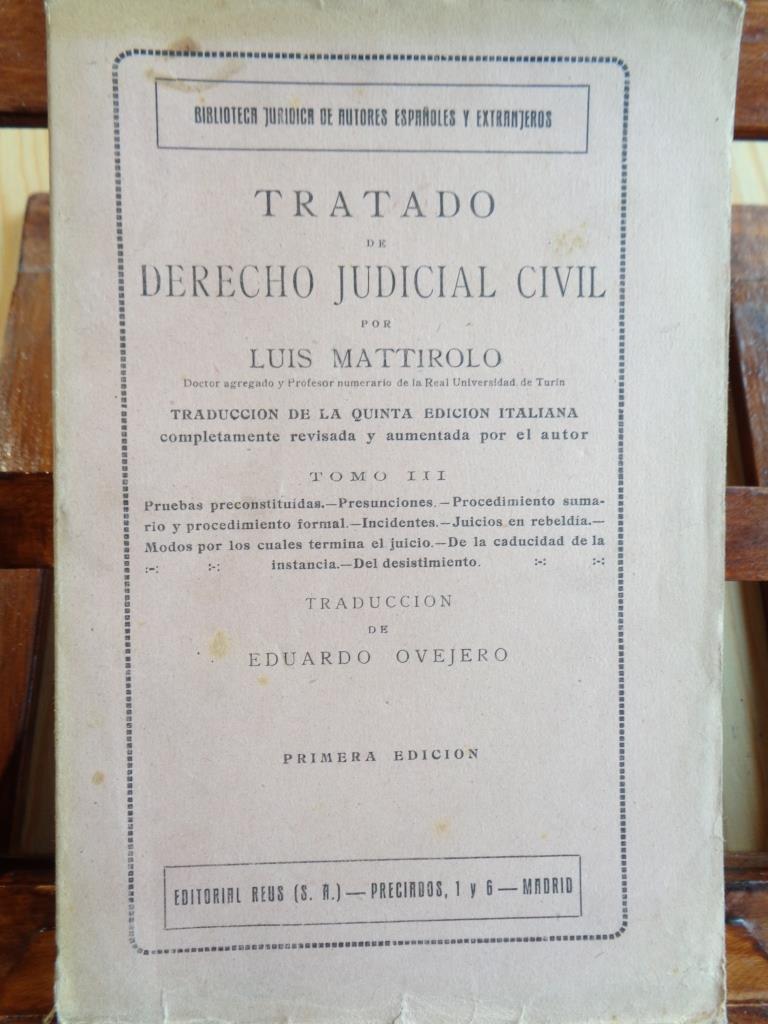 BIBLIOTECA JURIDICA DE AUTORES ESPAÑOLES Y EXTRANJEROS
TRATADO
DE
DERECHO JUDICIAL CIVIL
POR
LUIS MATTIROLO
Doctor agregado y Profesor numerario de la Real Universidad de Turín
TRADUCCION DE LA QUINTA EDICION ITALIANA
completamente revisada y aumentada por el autor
TOMO III
Pruebas preconstituídas.—Presunciones.—Procedimiento suma-
rio y procedimiento formal.—Incidentes.—Juicios en rebeldía.—
Modos por los cuales termina el juicio.—De la caducidad de la
:-: :-: instancia.—Del desistimiento. :-: :-:
TRADUCCION
DE
EDUARDO OVEJERO
PRIMERA EDICION
EDITORIAL REUS (S. A.) — PRECIADOS, 1 y 6 — MADRID